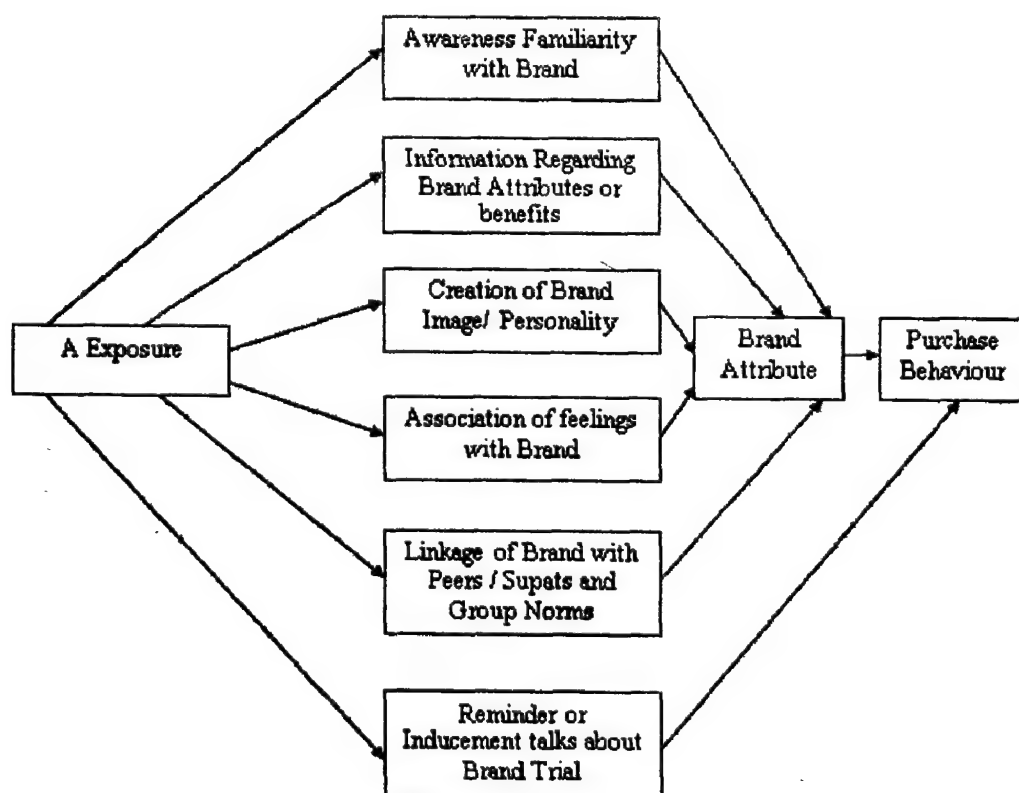 Awareness Familiarity
with Brand
Information Regarding
Brand Attributes or
benefits
Creation of Brand
Image/ Personality
A Exposure
Brand
Attribute
Purchase
Behaviour
Association of feelings
with Brand
Linkage of Brand with
Peers / Supats and
Group Norms
Reminder or
Inducement talks about
Brand Trial